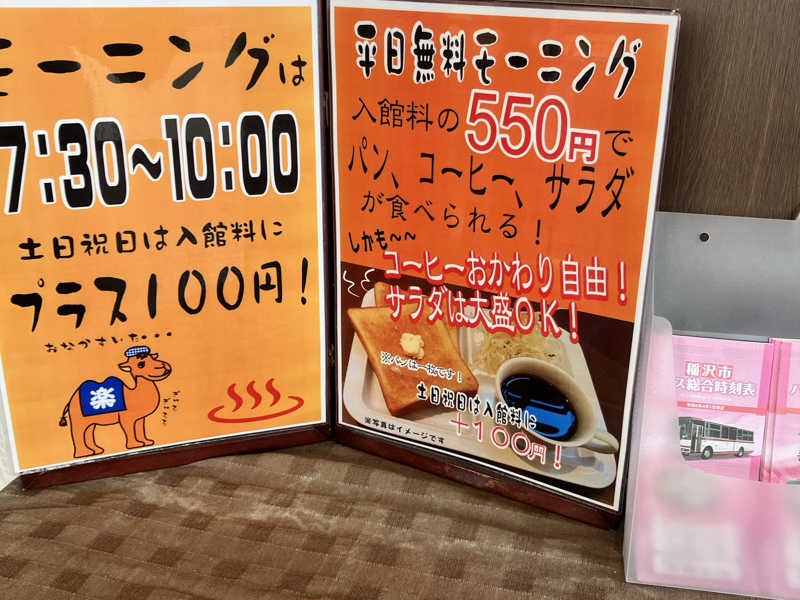 モーニングは
7:30~10:00
土日祝日は入館料に
プラス100円!
おなかすいた・・・
楽
平日無料モーニング
入館料の550円で
パン、コーヒー、サラダ
が食べられる!
しかも~~
コーヒーおかわり自由!
サラダは大盛OK!
※パンは一枚です!
土日祝日は入館料に
+100円!
※写真はイメージです
稲沢市
ス総合時刻表